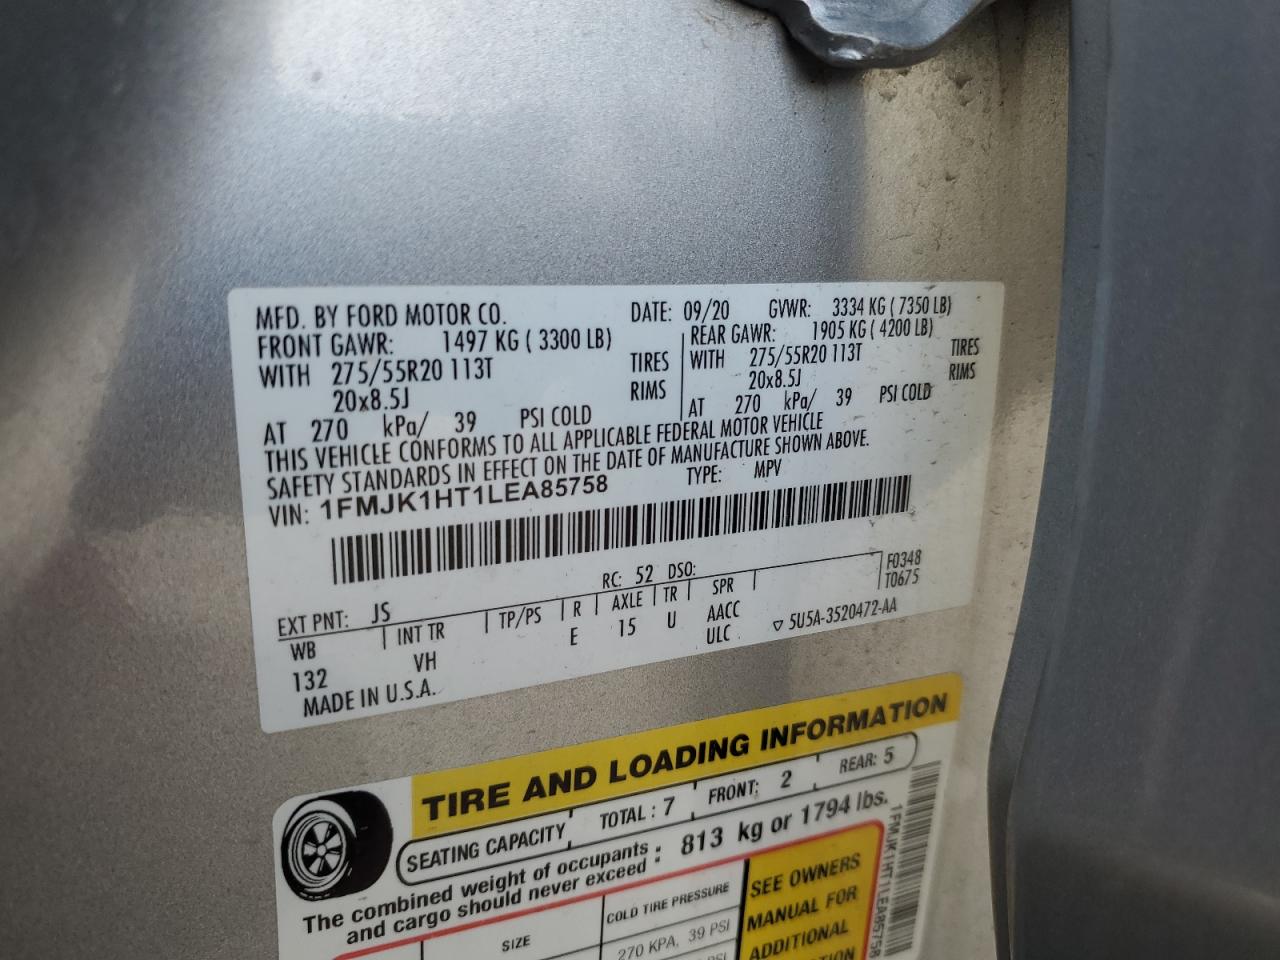 MFD. BY FORD MOTOR CO. DATE: 09/20 GVWR: 3334 KG ( 7350 LB)
FRONT GAWR: 1497 KG ( 3300 LB) REAR GAWR: 1905 KG ( 4200 LB)
WITH 275/55R20 113T TIRES WITH 275/55R20 113T TIRES
20x8.5J RIMS 20x8.5J RIMS
AT 270 kPa/ 39 PSI COLD AT 270 kPa/ 39 PSI COLD
THIS VEHICLE CONFORMS TO ALL APPLICABLE FEDERAL MOTOR VEHICLE
SAFETY STANDARDS IN EFFECT ON THE DATE OF MANUFACTURE SHOWN ABOVE.
VIN: 1FMJK1HT1LEA85758 TYPE: MPV
EXT PNT: JS RC: 52 DSO: F0348
T0675
WB INT TR TP/PS R AXLE TR SPR
132 VH E 15 U AACC
ULC ▽ 5U5A-3520472-AA
MADE IN U.S.A.
TIRE AND LOADING INFORMATION
SEATING CAPACITY TOTAL : 7 FRONT: 2 REAR: 5
The combined weight of occupants : 813 kg or 1794 lbs.
and cargo should never exceed
SIZE COLD TIRE PRESSURE SEE OWNERS
270 KPA, 39 PSI MANUAL FOR
ADDITIONAL
1FMJK1HT1LEA85758